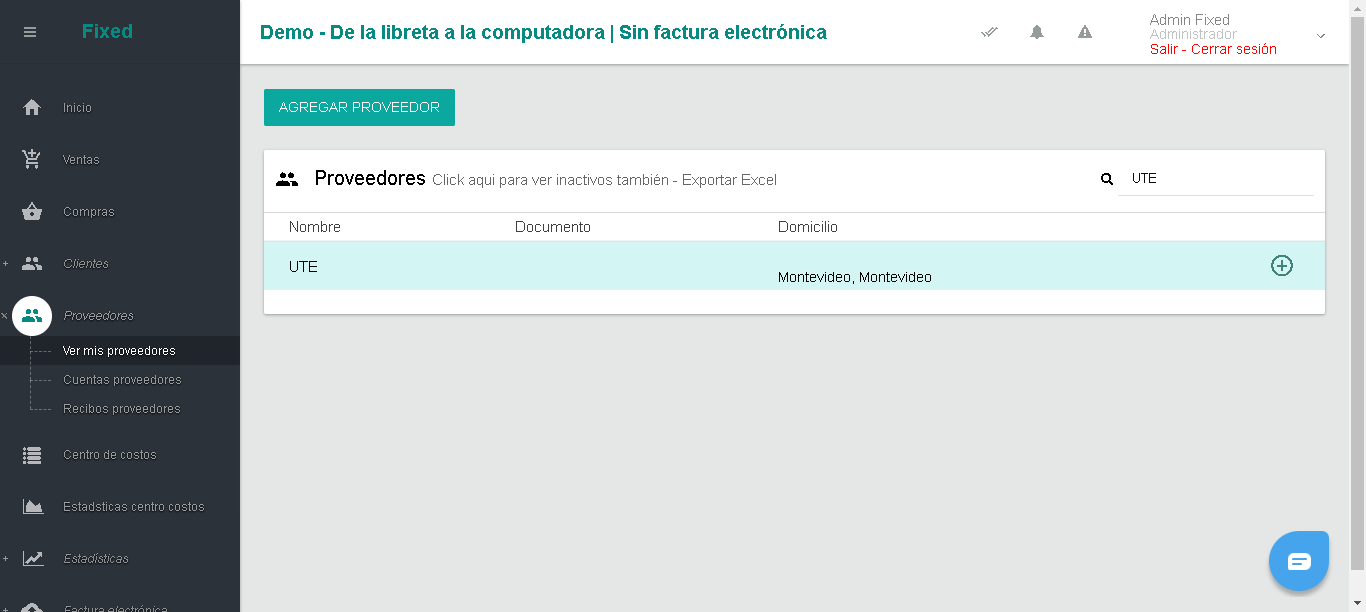 Fixed
Demo - De la libreta a la computadora | Sin factura electrónica
Admin Fixed
Administrador
Salir - Cerrar sesión
Inicio
Ventas
Compras
+ Clientes
x Proveedores
Ver mis proveedores
Cuentas proveedores
Recibos proveedores
Centro de costos
Estadsticas centro costos
+ Estadísticas
+ Factura electrónica
AGREGAR PROVEEDOR
Proveedores Click aqui para ver inactivos también - Exportar Excel
UTE
Nombre Documento Domicilio
UTE
Montevideo, Montevideo